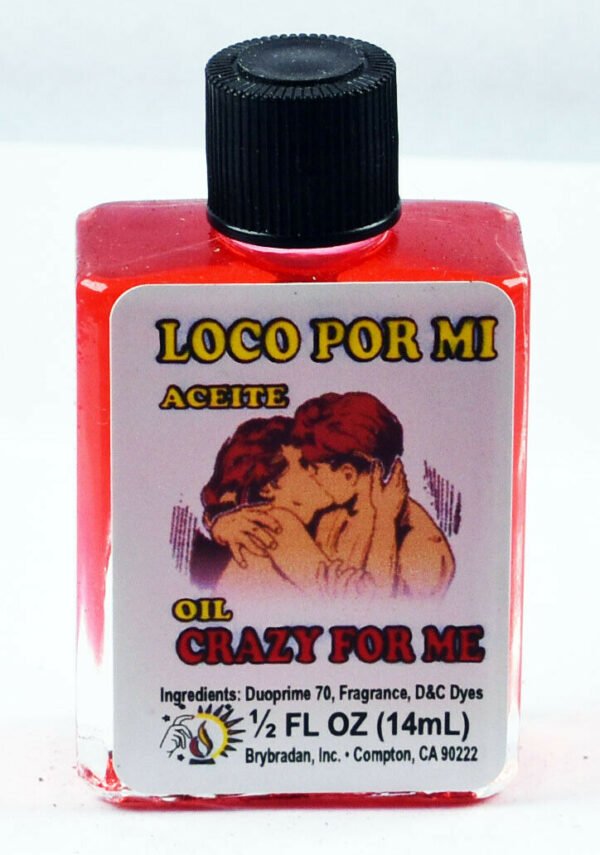 LOCO POR MI
ACEITE
OIL
CRAZY FOR ME
Ingredients: Duoprime 70, Fragrance, D&C Dyes
½ FL OZ (14mL)
Brybradan, Inc. • Compton, CA 90222